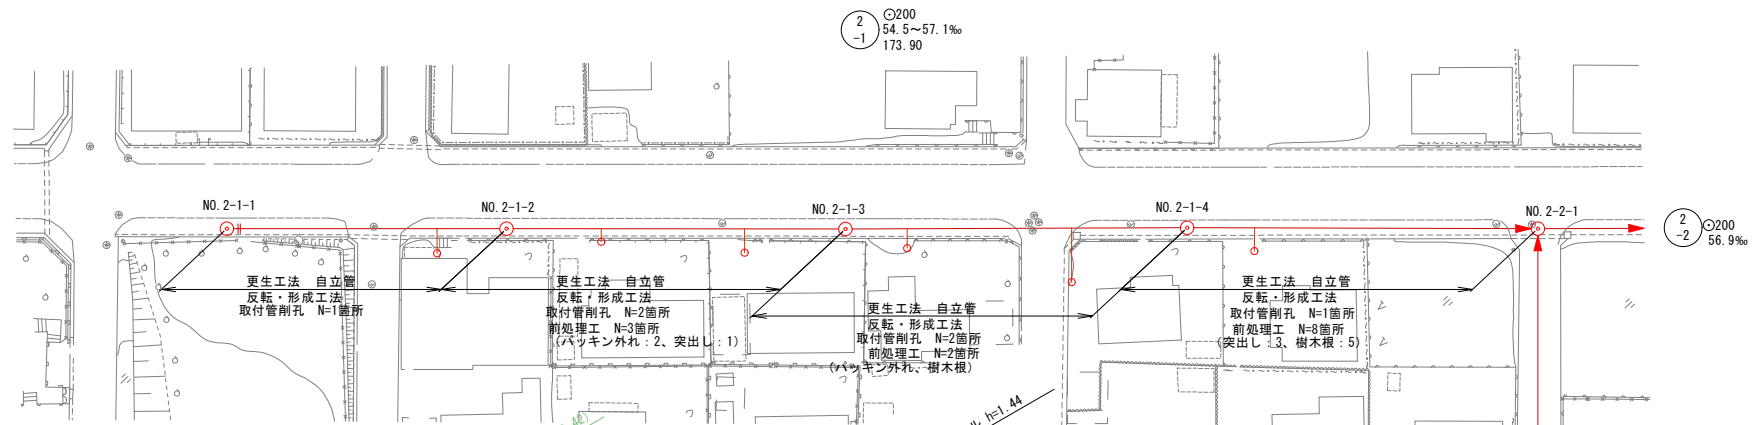 2
-1
200
54.5～57.1‰
173.90
NO. 2-1-1
NO. 2-1-2
NO. 2-1-3
NO. 2-1-4
NO. 2-2-1
2
-2
200
56.9‰
更生工法　自立管
反転・形成工法
取付管削孔　N=1箇所
更生工法　自立管
反転・形成工法
取付管削孔　N=2箇所
前処理工　N=3箇所
（パッキン外れ：2、突出し：1）
更生工法　自立管
反転・形成工法
取付管削孔　N=2箇所
前処理工　N=2箇所
（パッキン外れ、樹木根）
更生工法　自立管
反転・形成工法
取付管削孔　N=1箇所
前処理工　N=8箇所
（突出し：3、樹木根：5）
h=1.44